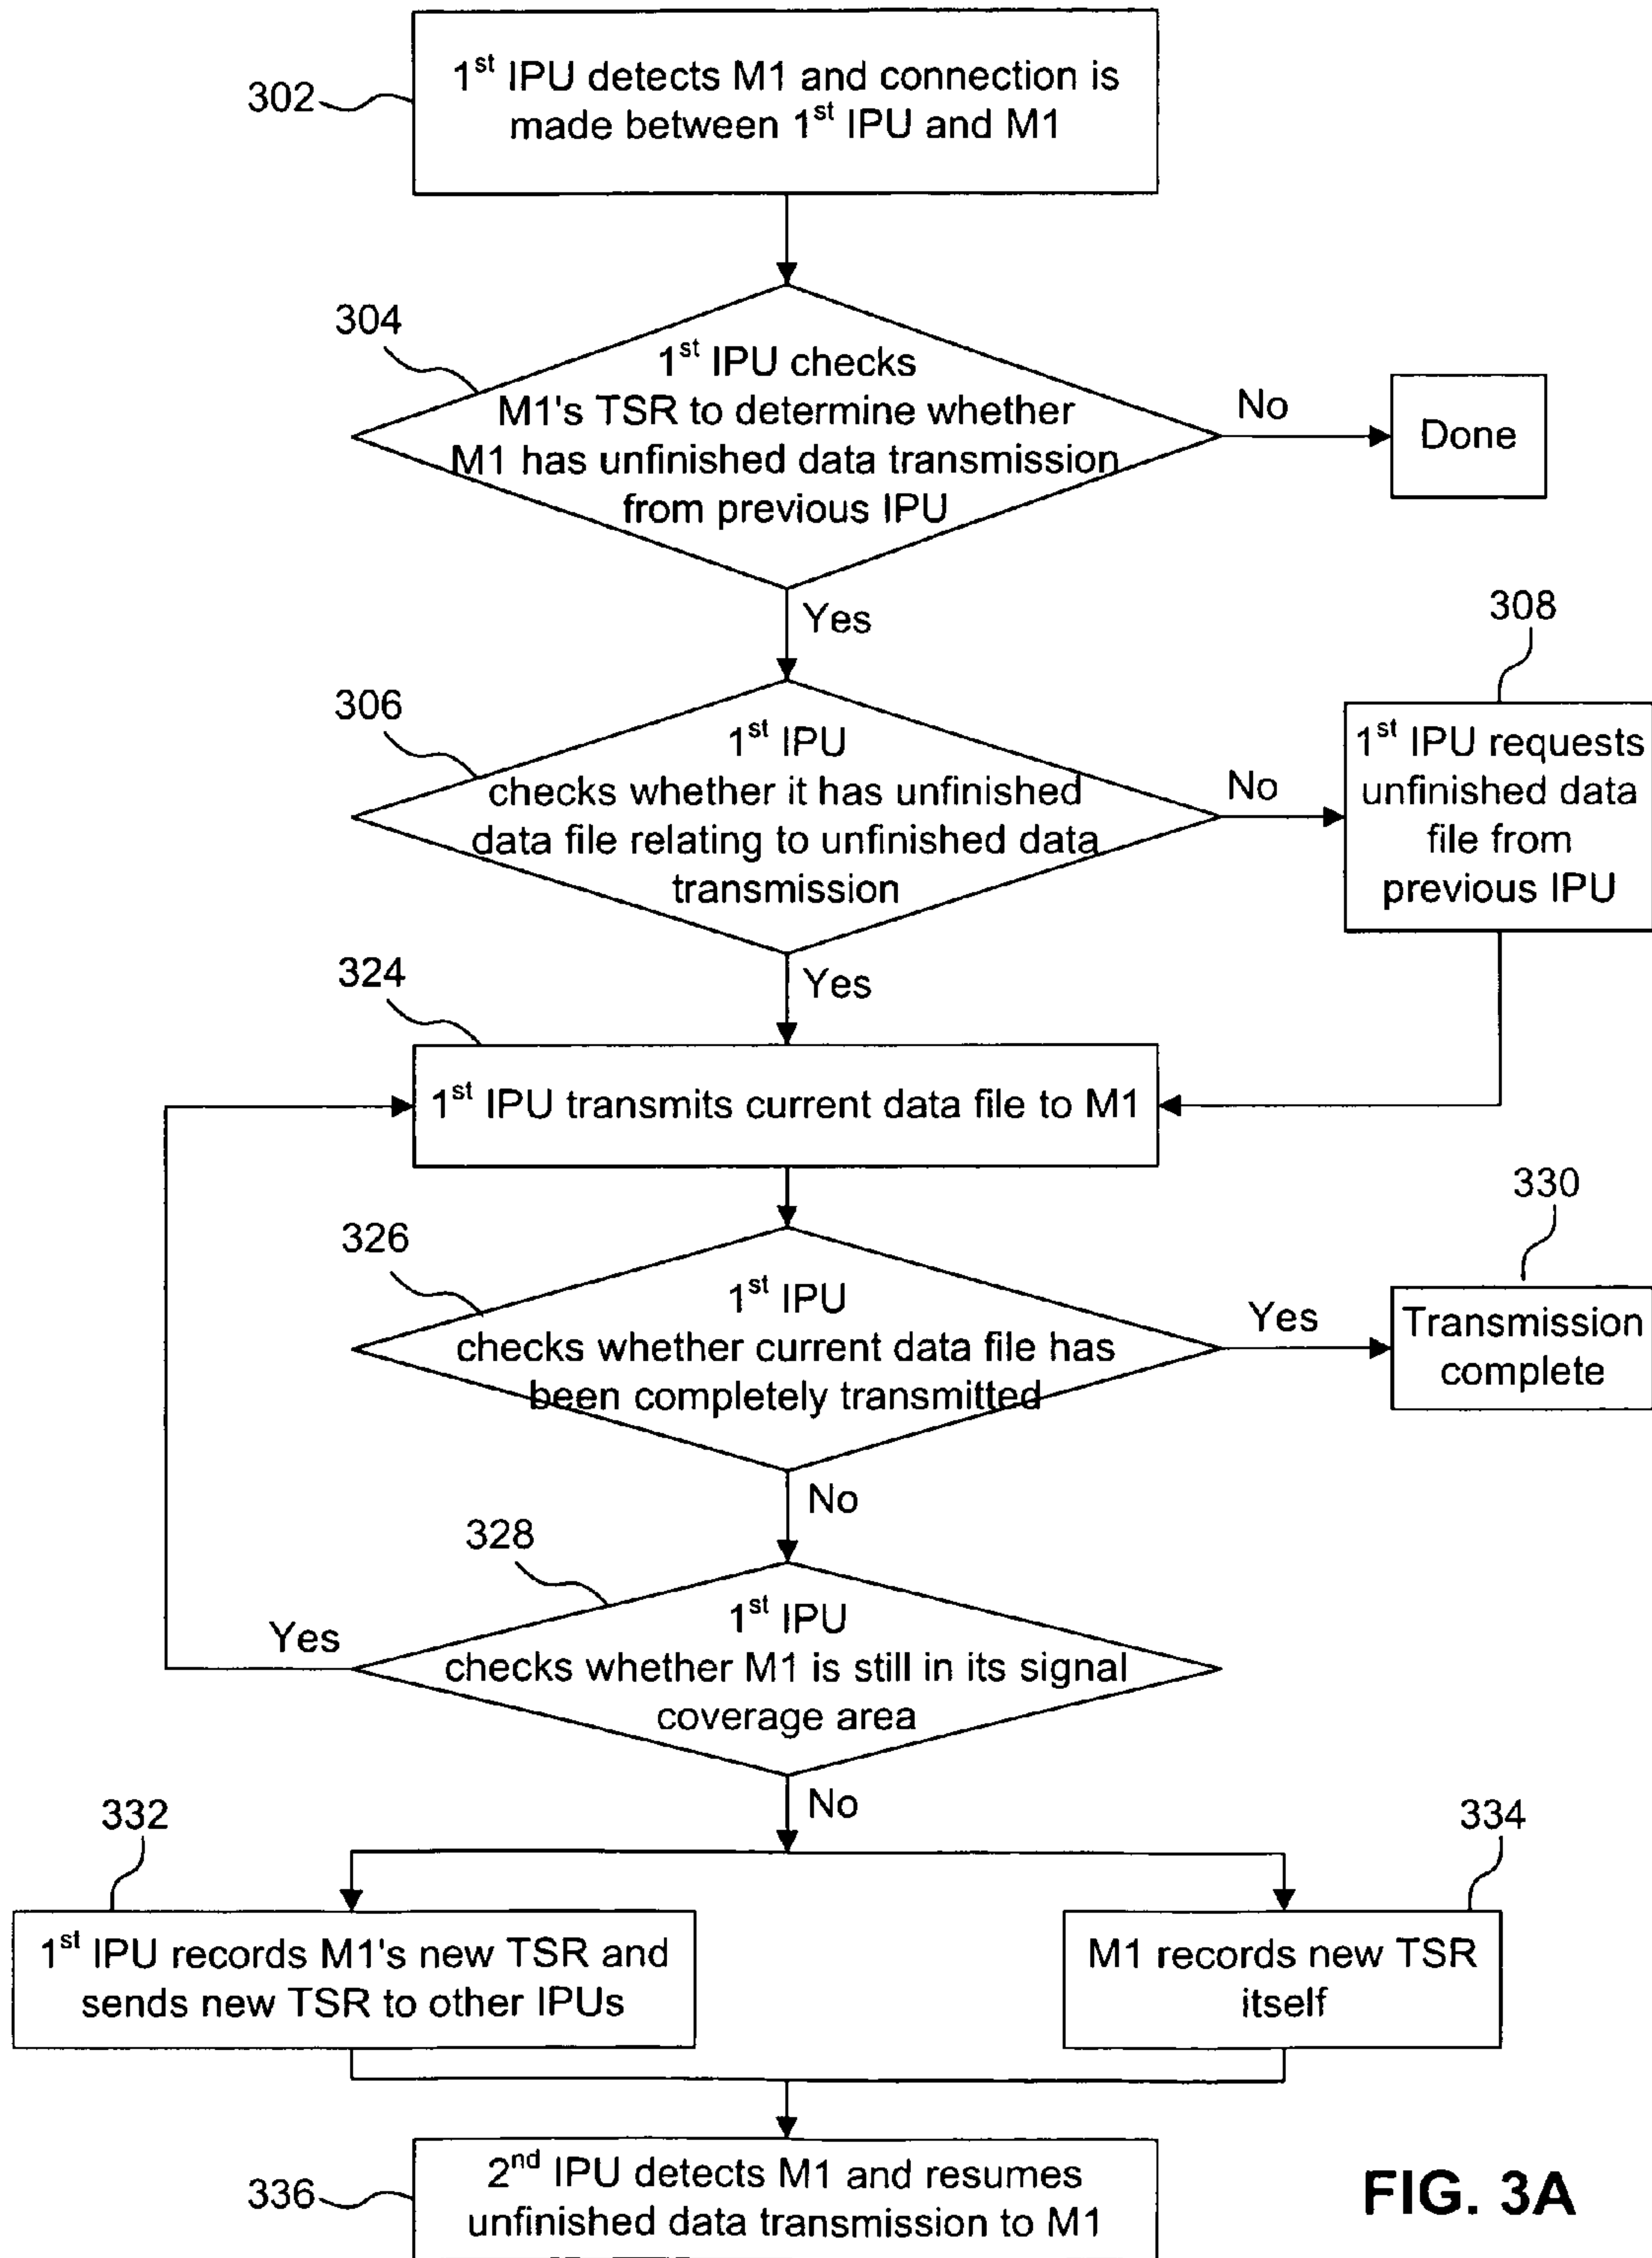 302
1st IPU detects M1 and connection is
made between 1st IPU and M1
304
1st IPU checks
M1's TSR to determine whether
M1 has unfinished data transmission
from previous IPU
No
Done
Yes
308
306
1st IPU
checks whether it has unfinished
data file relating to unfinished data
transmission
No
1st IPU requests
unfinished data
file from
previous IPU
Yes
324
1st IPU transmits current data file to M1
330
326
1st IPU
checks whether current data file has
been completely transmitted
Yes
Transmission
complete
No
328
1st IPU
checks whether M1 is still in its signal
coverage area
Yes
No
332
334
1st IPU records M1's new TSR and
sends new TSR to other IPUs
M1 records new TSR
itself
336
2nd IPU detects M1 and resumes
unfinished data transmission to M1
FIG. 3A